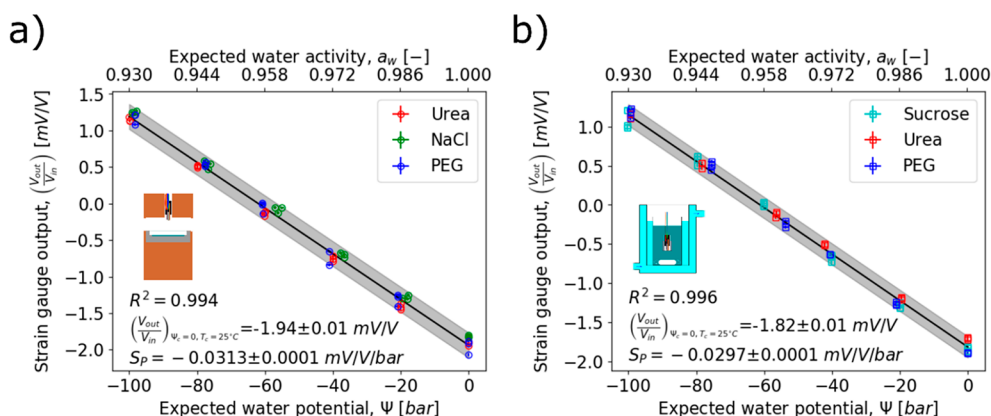 a)
Expected water activity, a_w [–]
0.930 0.944 0.958 0.972 0.986 1.000
Strain gauge output, (V_out/V_in) [mV/V]
1.5
1.0
0.5
0.0
−0.5
−1.0
−1.5
−2.0
Urea
NaCl
PEG
R² = 0.994
(V_out/V_in)_Ψc=0,Tc=25°C=-1.94±0.01 mV/V
S_P = −0.0313±0.0001 mV/V/bar
−100 −80 −60 −40 −20 0
Expected water potential, Ψ [bar]
b)
Expected water activity, a_w [–]
0.930 0.944 0.958 0.972 0.986 1.000
Strain gauge output, (V_out/V_in) [mV/V]
1.0
0.5
0.0
−0.5
−1.0
−1.5
−2.0
Sucrose
Urea
PEG
R² = 0.996
(V_out/V_in)_Ψc=0,Tc=25°C=-1.82±0.01 mV/V
S_P = −0.0297±0.0001 mV/V/bar
−100 −80 −60 −40 −20 0
Expected water potential, Ψ [bar]